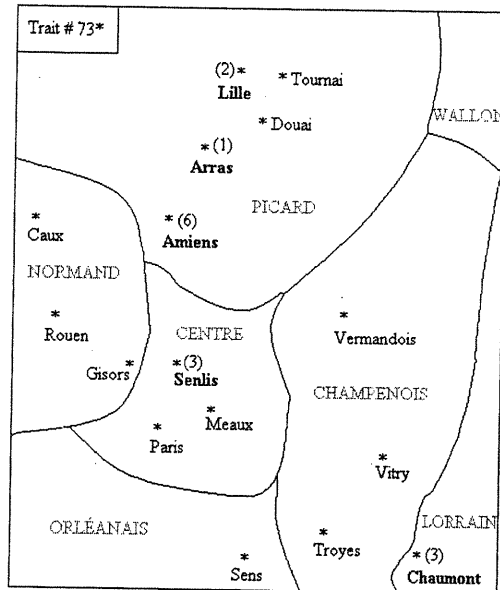 Trait # 73*
(2) * * Tournai
Lille
WALLON
* Douai
* (1)
Arras
PICARD
* (6)
Amiens
*
Caux
NORMAND
*
Rouen
CENTRE
*
Vermandois
Gisors *
* (3)
Senlis
CHAMPENOIS
*
Meaux
*
Paris
*
Vitry
ORLÉANAIS
LORRAIN
*
Troyes
*
Sens
* (3)
Chaumont